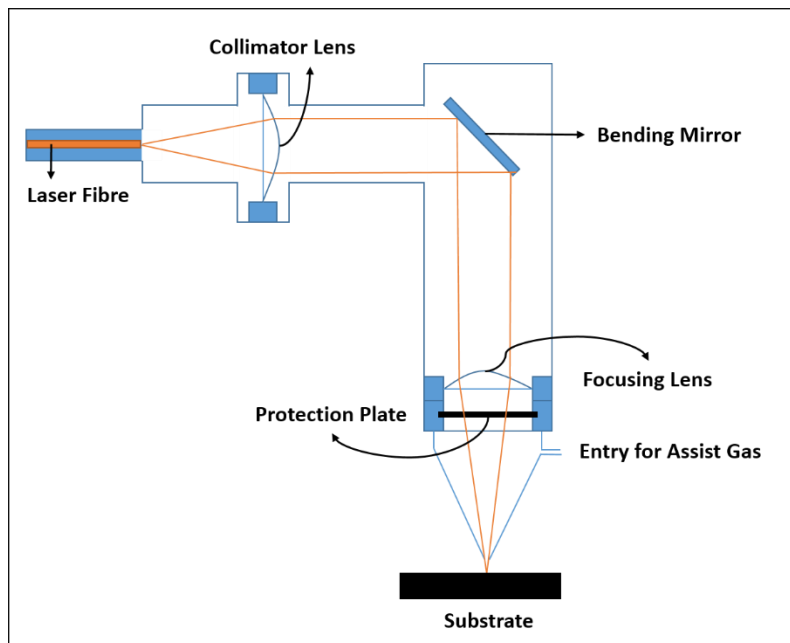 Collimator Lens
Bending Mirror
Laser Fibre
Focusing Lens
Protection Plate
Entry for Assist Gas
Substrate